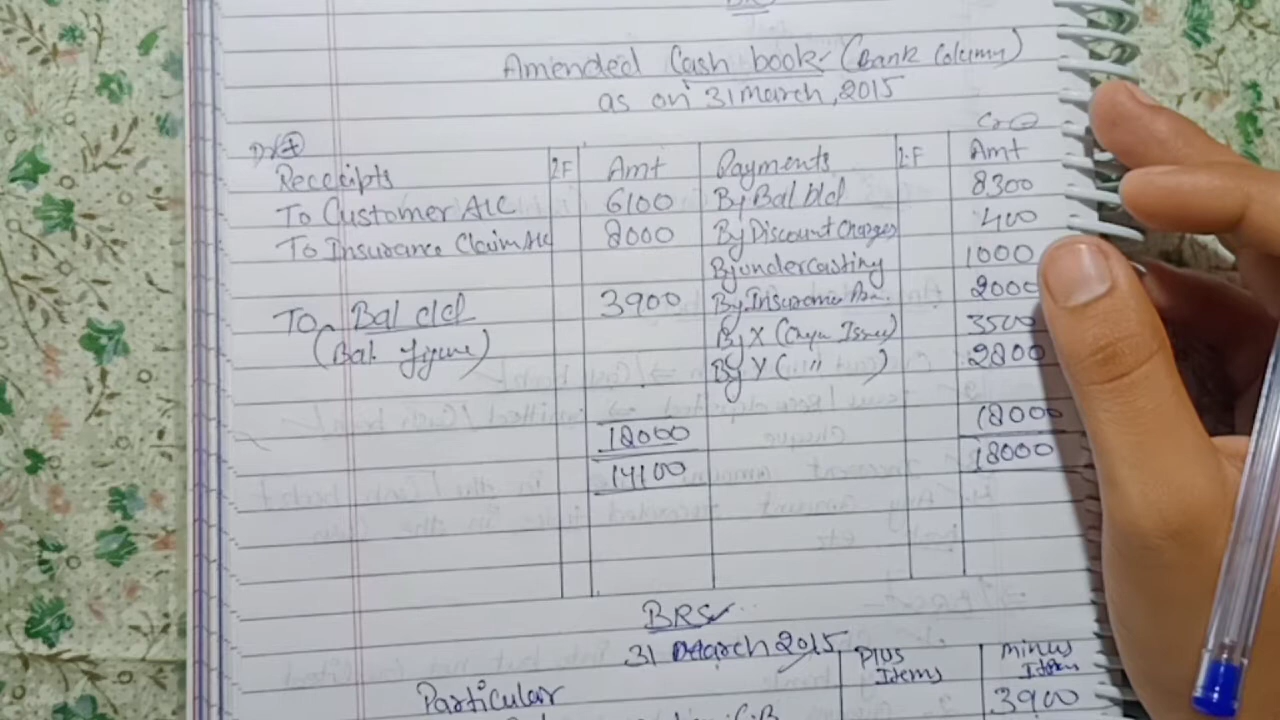 Amended Cash book (Bank Column)
as on 31 march, 2015
Dr. + Cr -
Receipts L.F Amt Payments L.F Amt
To Customer A/C 6100 By Bal b/d 8300
To Insurance Claim A/c 8000 By Discount Charges 400
By undercasting 1000
To Bal c/d 3900 By Insurance Pre. 2000
(Bal. figure) By X (Cheque Issue) 3500
By Y ( " ) 2800
18000 18000
14100 18000
BRS
31 March 2015
Particular Plus Items minus Items
3900
C.B